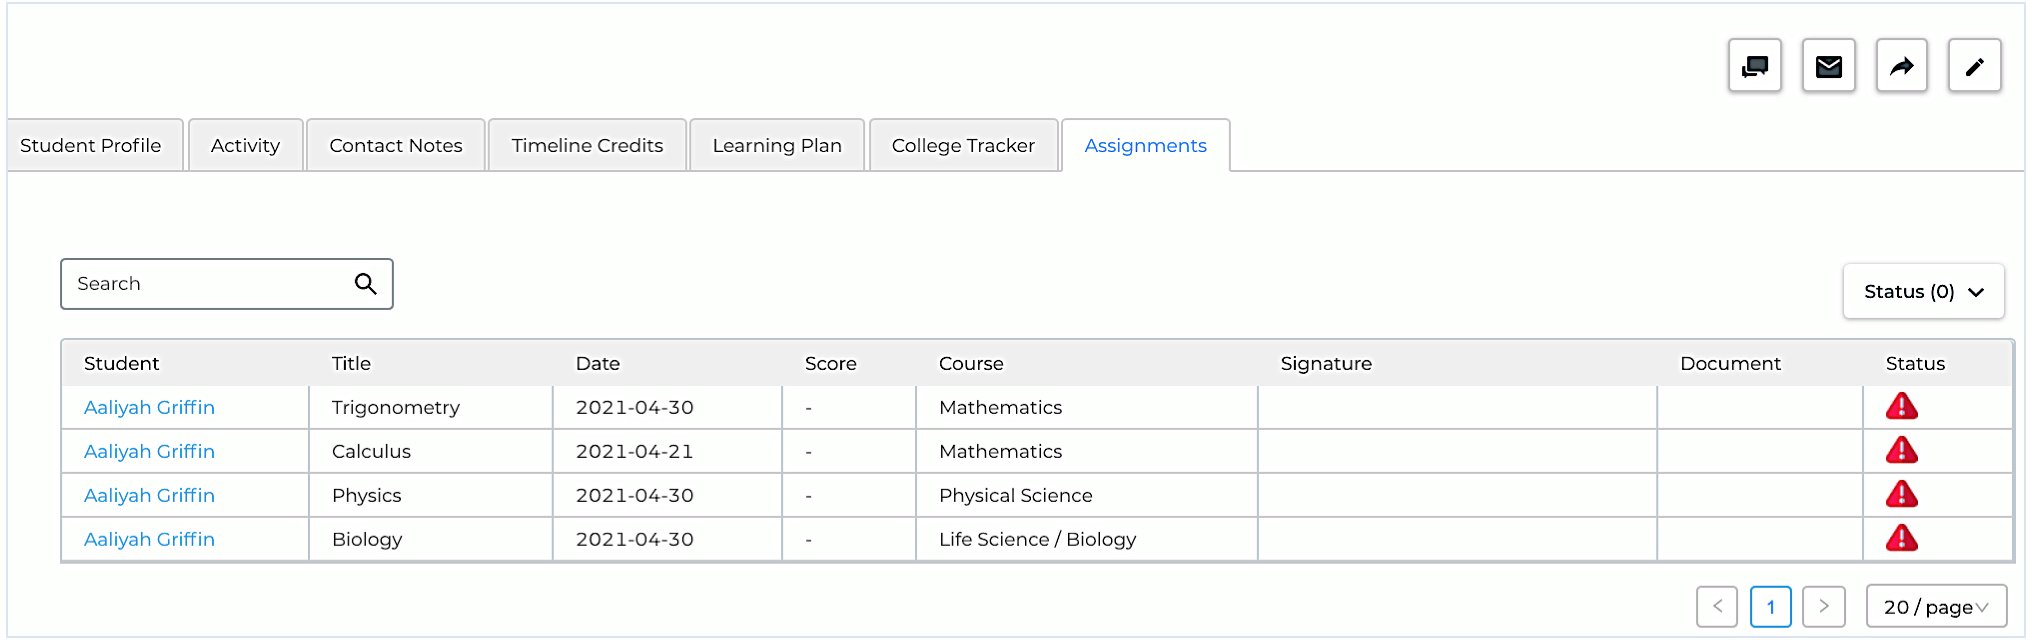 Student Profile Activity Contact Notes Timeline Credits Learning Plan College Tracker Assignments
Search
Status (0)
Student Title Date Score Course Signature Document Status
Aaliyah Griffin Trigonometry 2021-04-30 - Mathematics
Aaliyah Griffin Calculus 2021-04-21 - Mathematics
Aaliyah Griffin Physics 2021-04-30 - Physical Science
Aaliyah Griffin Biology 2021-04-30 - Life Science / Biology
< 1 > 20 / page